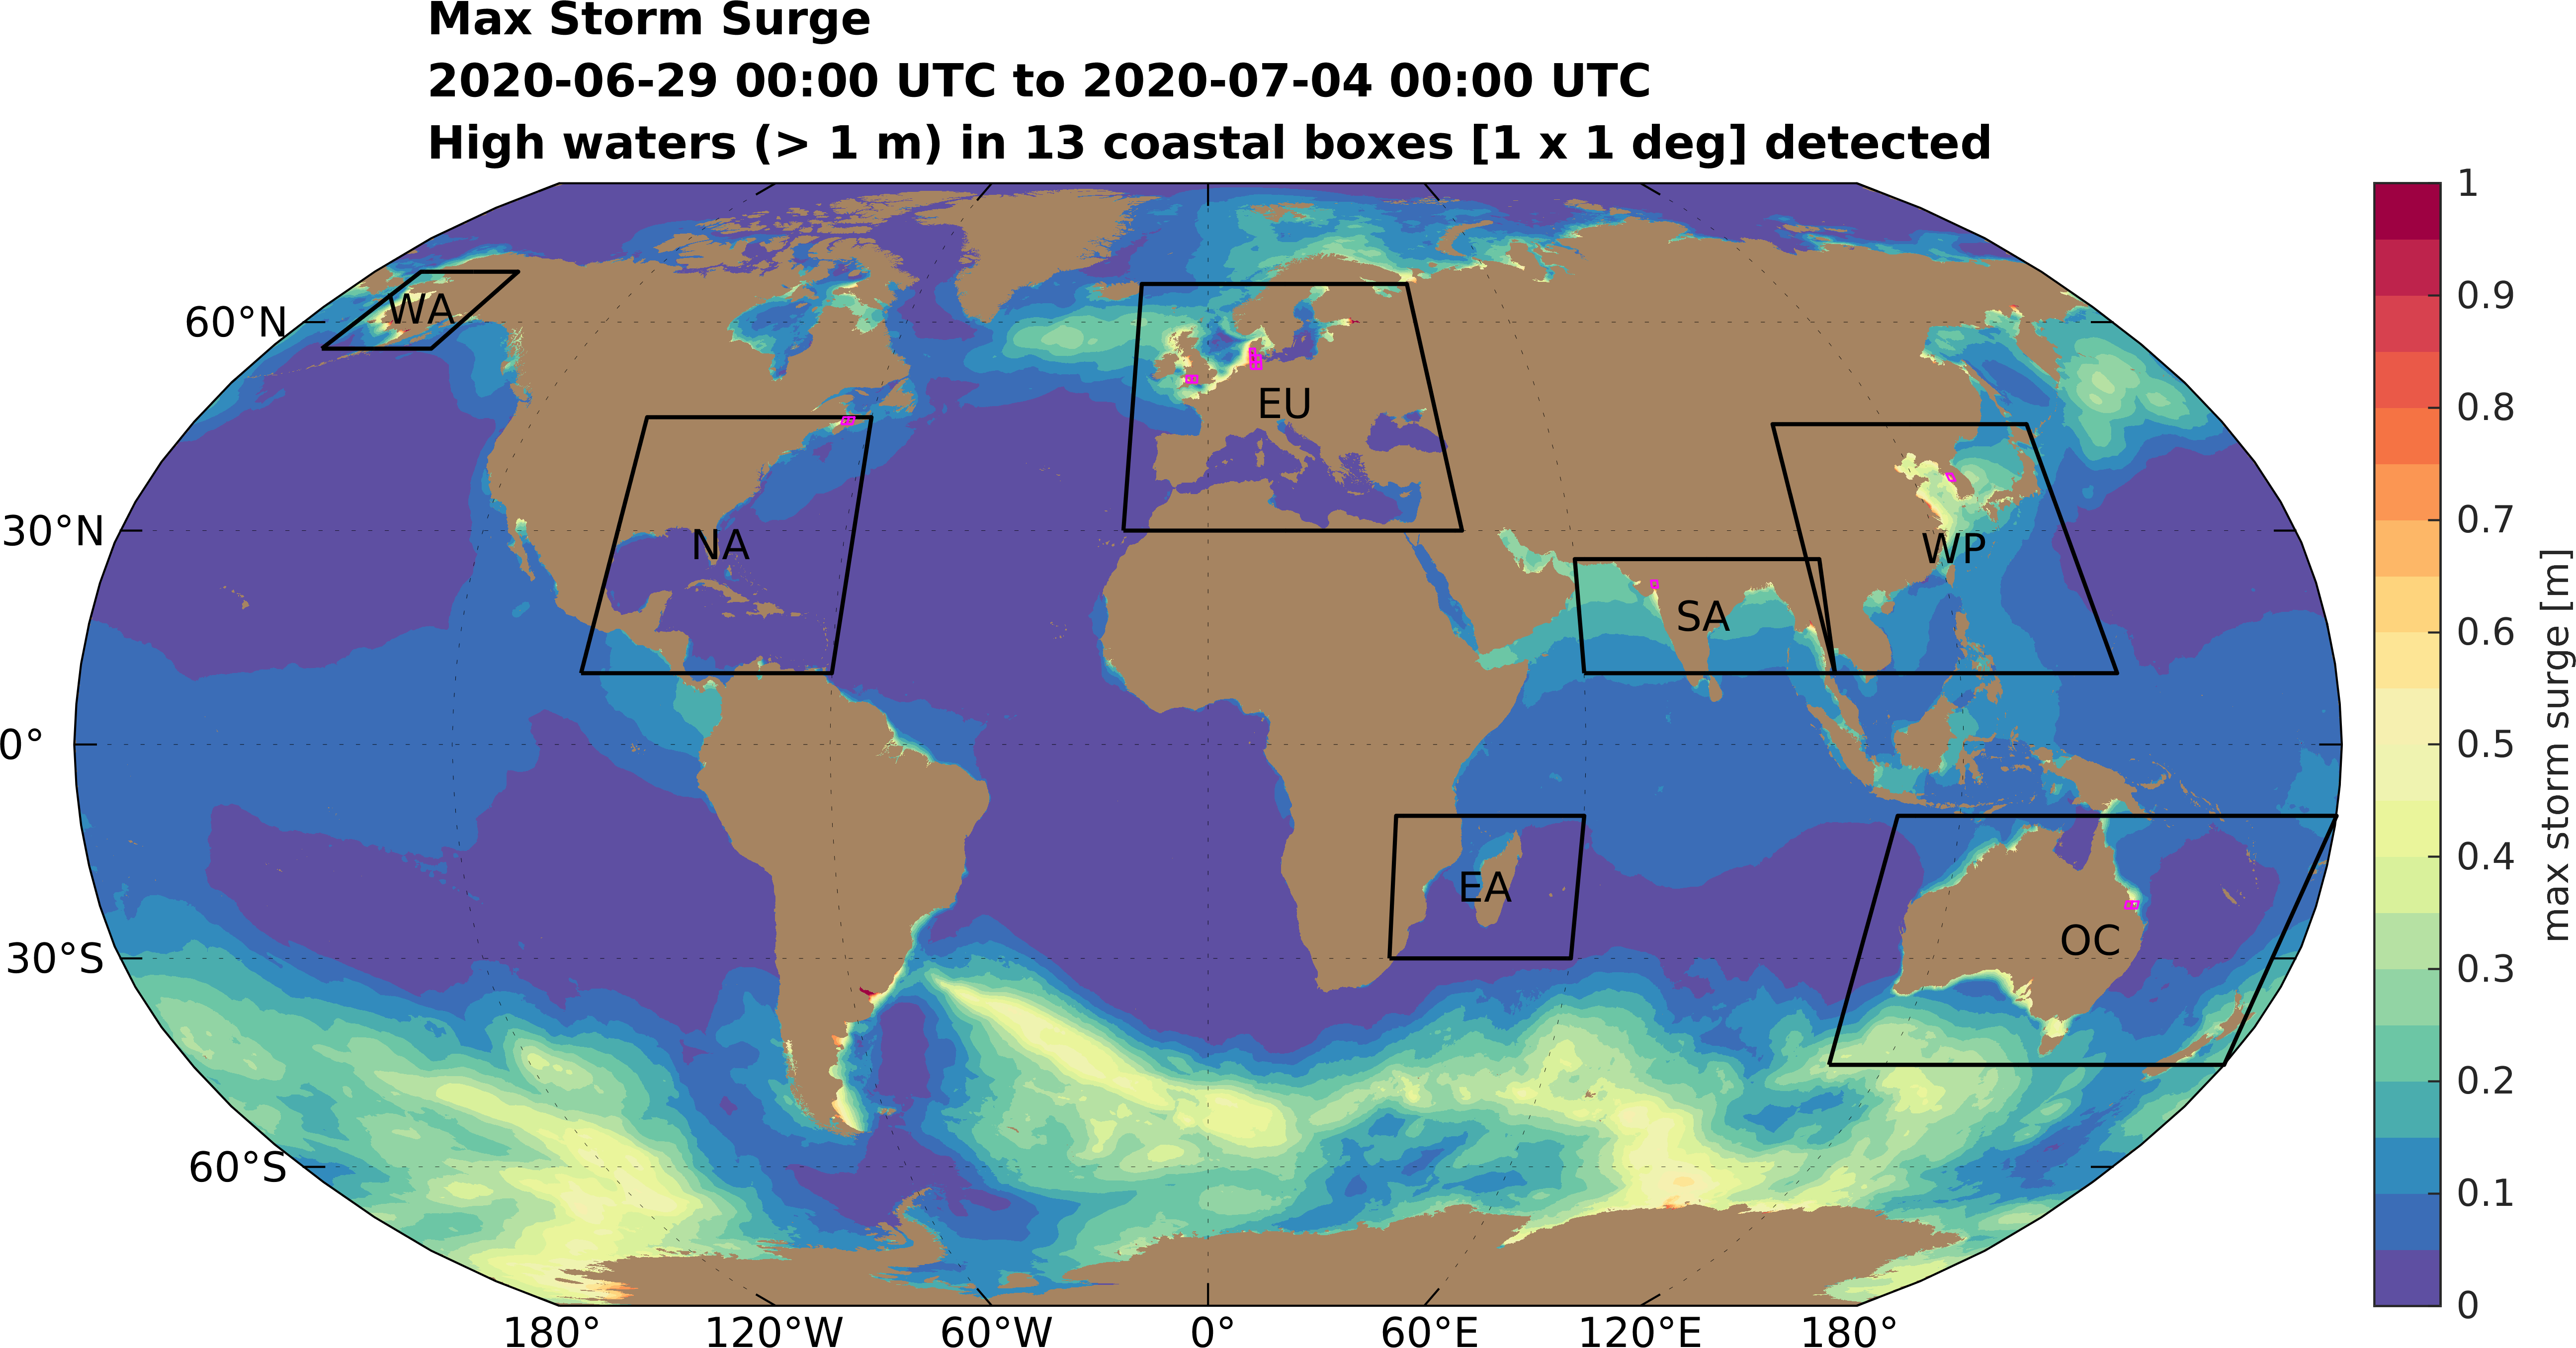 Max Storm Surge
2020-06-29 00:00 UTC to 2020-07-04 00:00 UTC
High waters (> 1 m) in 13 coastal boxes [1 x 1 deg] detected
60°N
30°N
0°
30°S
60°S
WA
NA
EU
SA
WP
EA
OC
180°
120°W
60°W
0°
60°E
120°E
180°
1
0.9
0.8
0.7
0.6
0.5
0.4
0.3
0.2
0.1
0
max storm surge [m]